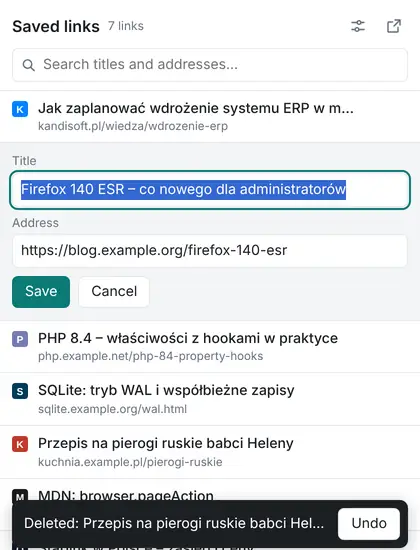 Saved links 7 links
Search titles and addresses...
K Jak zaplanować wdrożenie systemu ERP w m...
kandisoft.pl/wiedza/wdrozenie-erp
Title
Firefox 140 ESR – co nowego dla administratorów
Address
https://blog.example.org/firefox-140-esr
Save Cancel
P PHP 8.4 – właściwości z hookami w praktyce
php.example.net/php-84-property-hooks
S SQLite: tryb WAL i współbieżne zapisy
sqlite.example.org/wal.html
K Przepis na pierogi ruskie babci Heleny
kuchnia.example.pl/pierogi-ruskie
M MDN: browser.pageAction
Deleted: Przepis na pierogi ruskie babci Hel... Undo